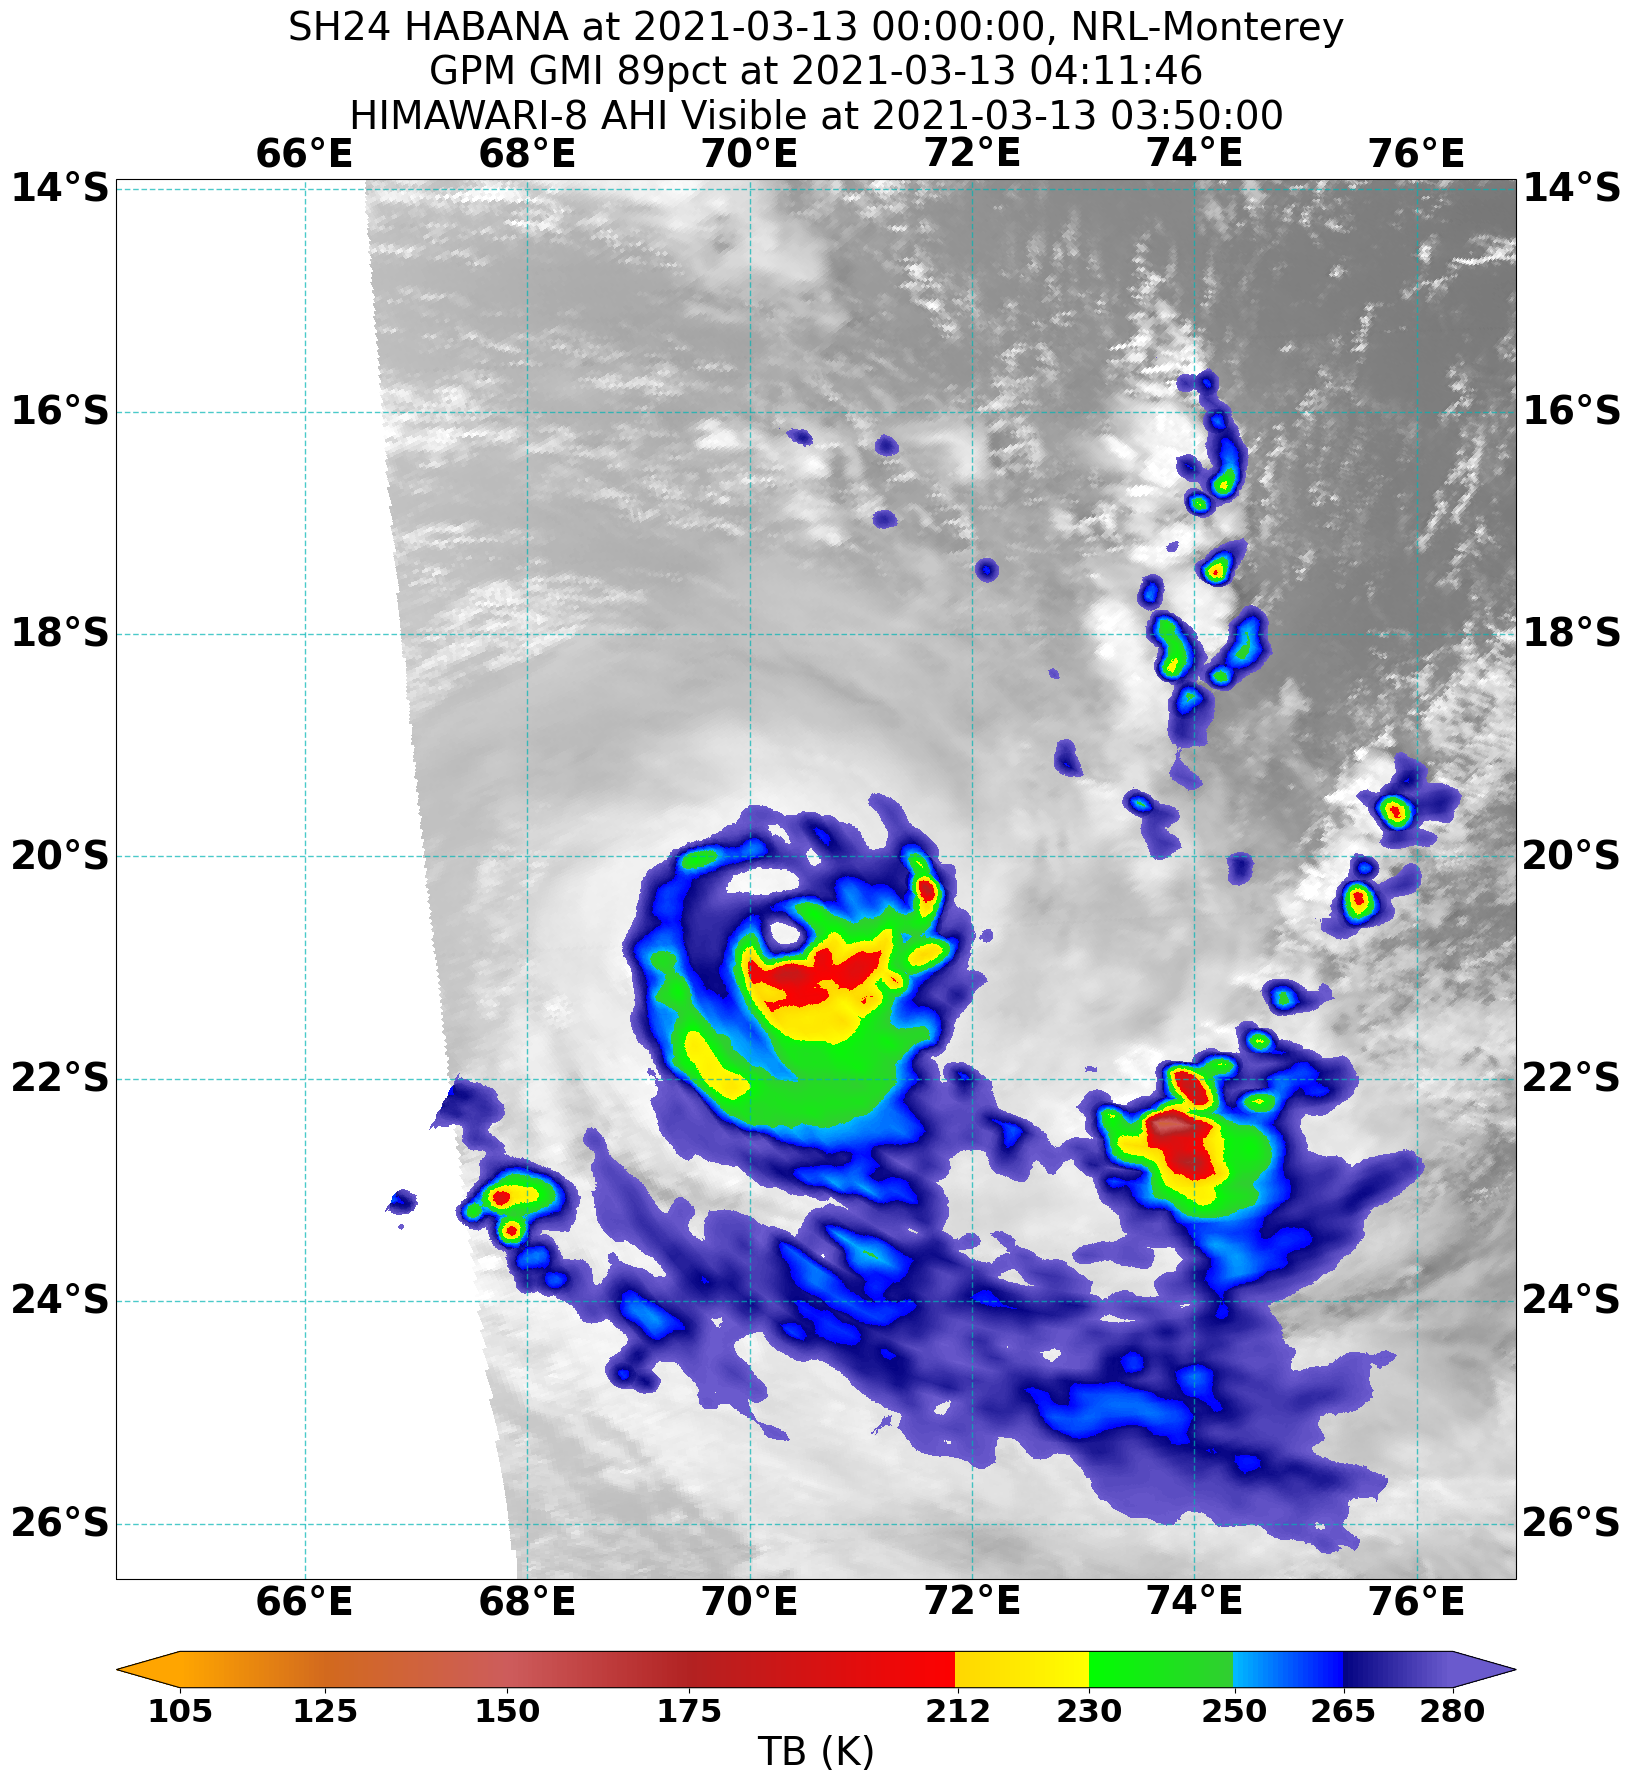 SH24 HABANA at 2021-03-13 00:00:00, NRL-Monterey
GPM GMI 89pct at 2021-03-13 04:11:46
HIMAWARI-8 AHI Visible at 2021-03-13 03:50:00
66°E 68°E 70°E 72°E 74°E 76°E
14°S 14°S
16°S 16°S
18°S 18°S
20°S 20°S
22°S 22°S
24°S 24°S
26°S 26°S
66°E 68°E 70°E 72°E 74°E 76°E
105 125 150 175 212 230 250 265 280
TB (K)